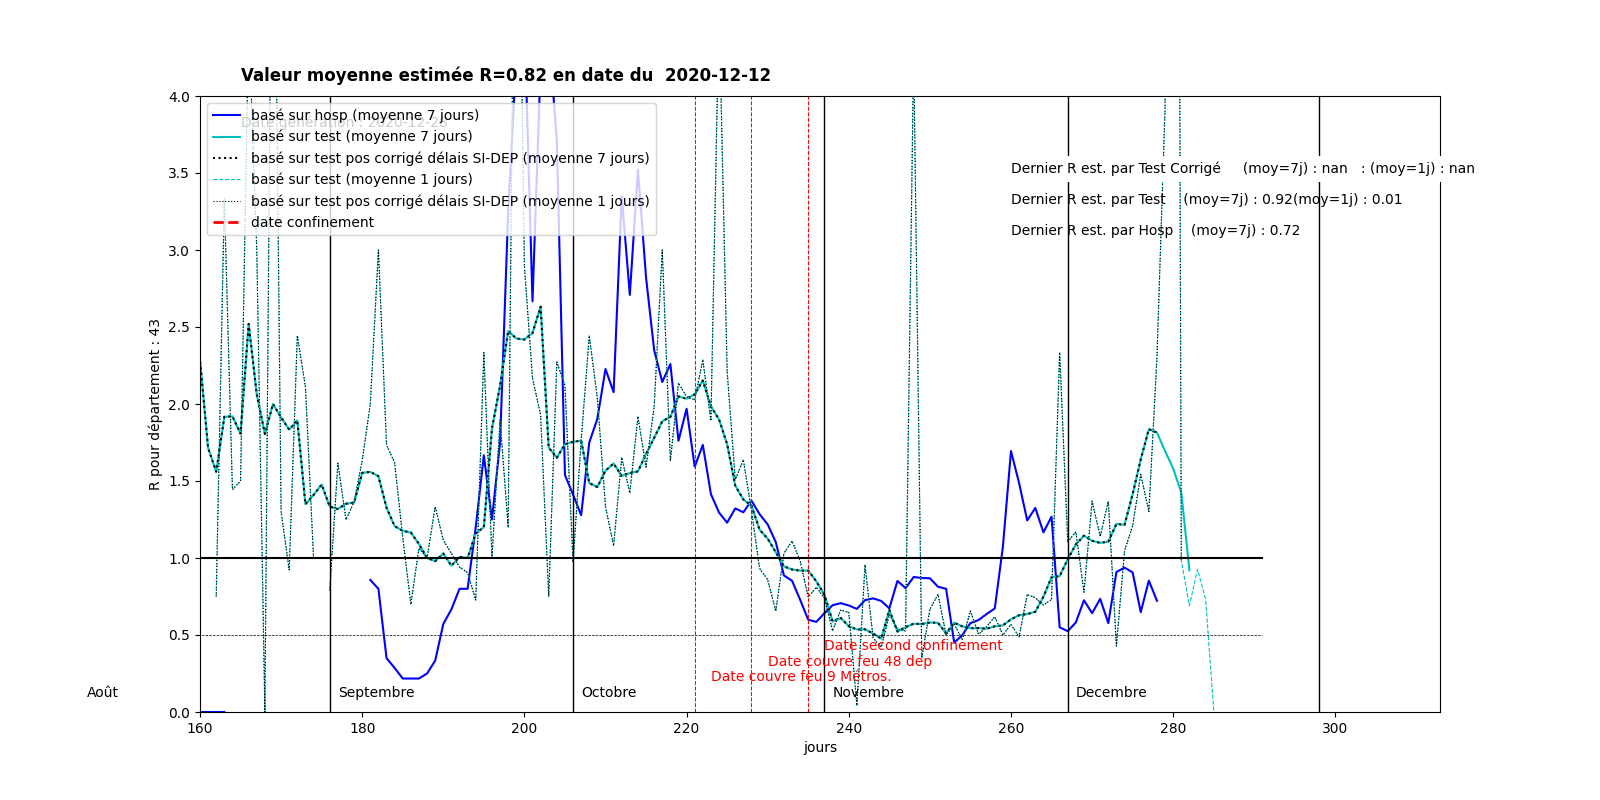 Valeur moyenne estimée R=0.82 en date du  2020-12-12
4.0
3.5
3.0
2.5
2.0
1.5
1.0
0.5
0.0
R pour département : 43
basé sur hosp (moyenne 7 jours)
basé sur test (moyenne 7 jours)
basé sur test pos corrigé délais SI-DEP (moyenne 7 jours)
basé sur test (moyenne 1 jours)
basé sur test pos corrigé délais SI-DEP (moyenne 1 jours)
date confinement
Dernier R est. par Test Corrigé     (moy=7j) : nan   : (moy=1j) : nan
Dernier R est. par Test    (moy=7j) : 0.92(moy=1j) : 0.01
Dernier R est. par Hosp    (moy=7j) : 0.72
Date second confinement
Date couvre feu 48 dep
Date couvre feu 9 Métros.
Août
Septembre
Octobre
Novembre
Decembre
160
180
200
220
240
260
280
300
jours